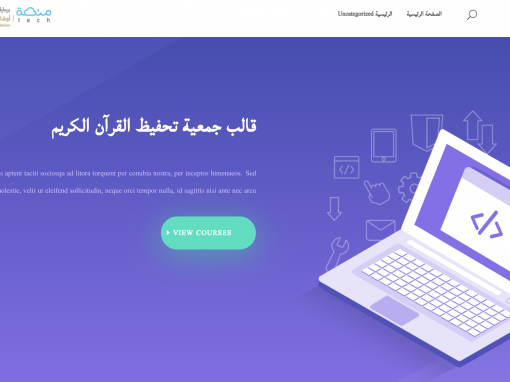 منصة
tech
الصفحة الرئيسية
الرئيسية Uncategorized
قالب جمعية تحفيظ القرآن الكريم
aptent taciti sociosqu ad litora torquent per conubia nostra, per inceptos himenaeos. Sed
molestie, velit ut eleifend sollicitudin, neque orci tempor nulla, id sagittis nisi ante nec arcu
VIEW COURSES